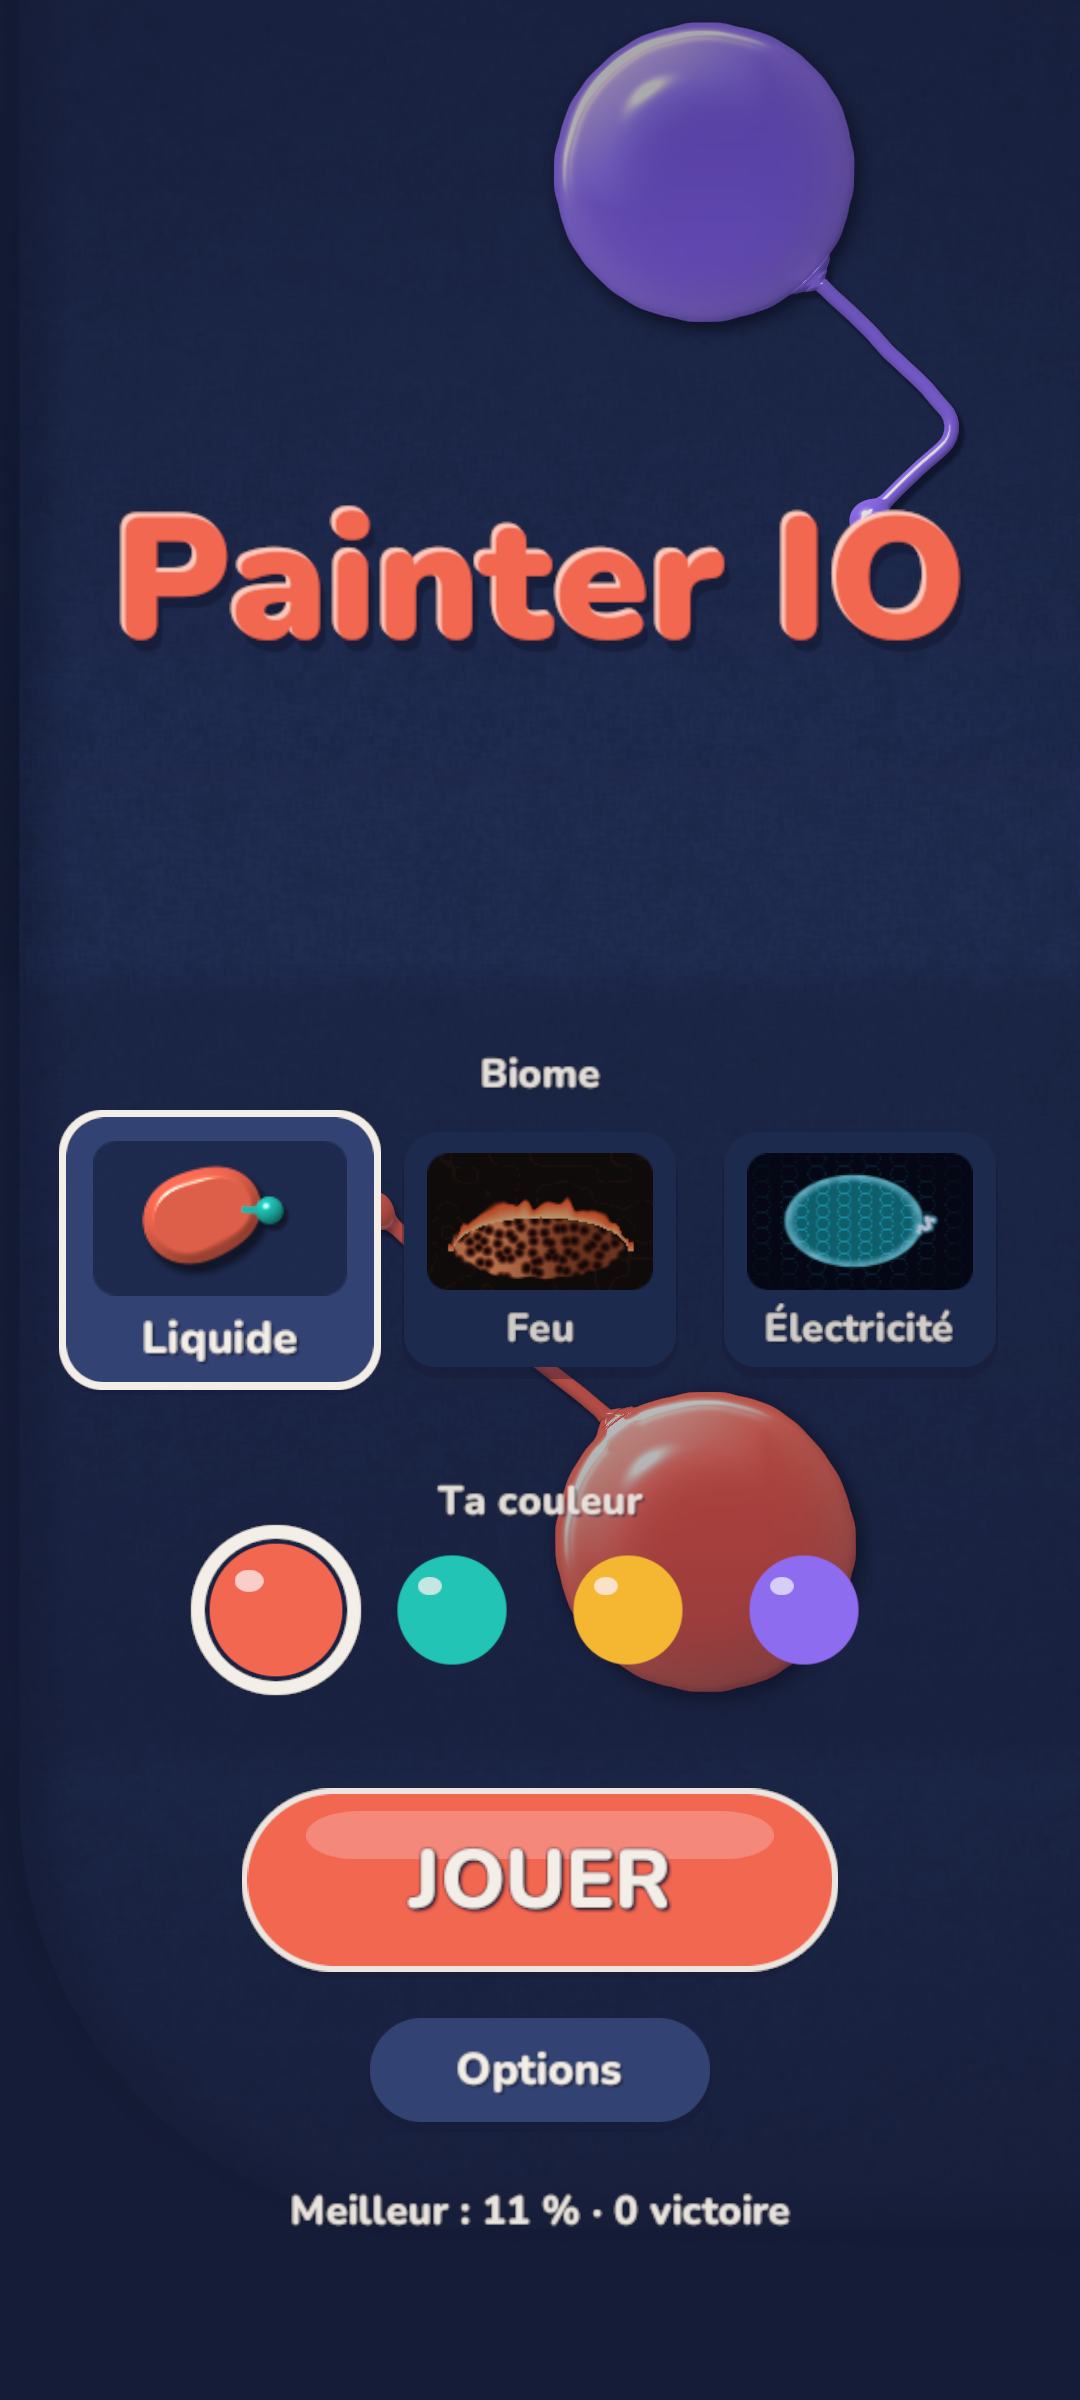 Painter IO
Biome
Liquide
Feu
Électricité
Ta couleur
JOUER
Options
Meilleur : 11 % · 0 victoire